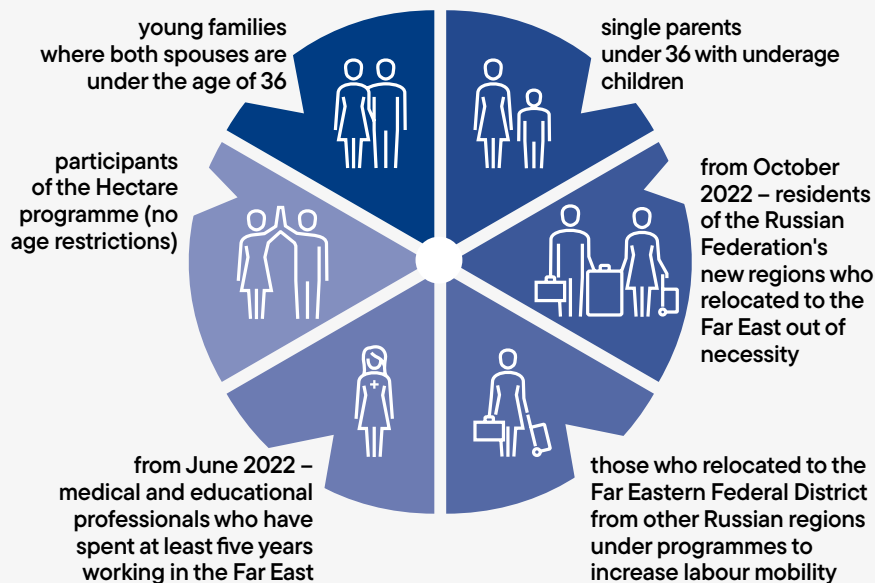 young families
where both spouses are
under the age of 36
single parents
under 36 with underage
children
participants
of the Hectare
programme (no
age restrictions)
from October
2022 – residents
of the Russian
Federation's
new regions who
relocated to the
Far East out of
necessity
from June 2022 –
medical and educational
professionals who have
spent at least five years
working in the Far East
those who relocated to the
Far Eastern Federal District
from other Russian regions
under programmes to
increase labour mobility